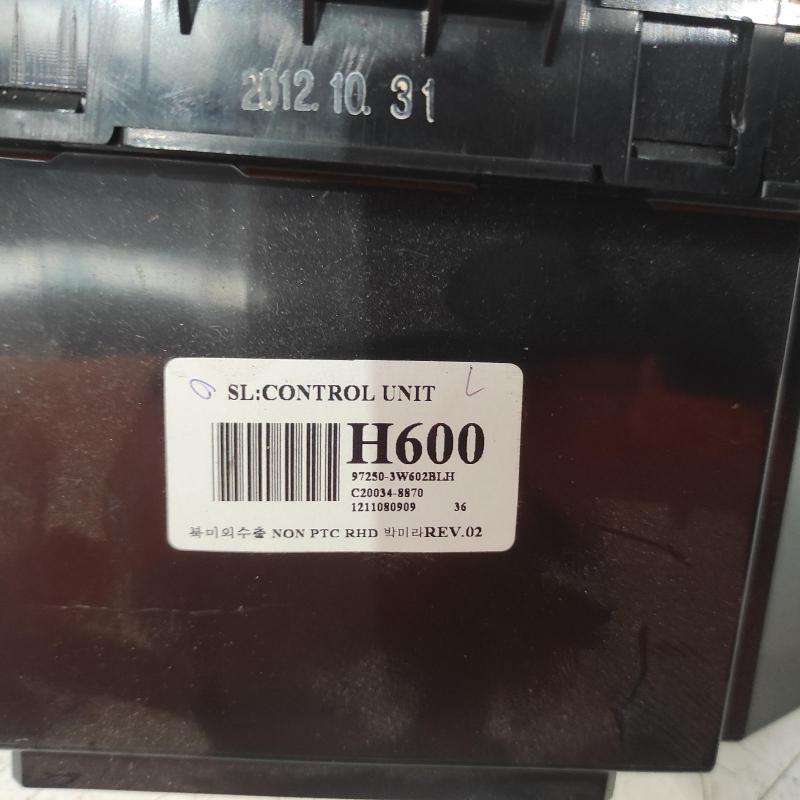 2012.10.31
SL:CONTROL UNIT
H600
97250-3W602BLH
C20034-8870
1211080909 36
북미외수출 NON PTC RHD 박미라REV.02